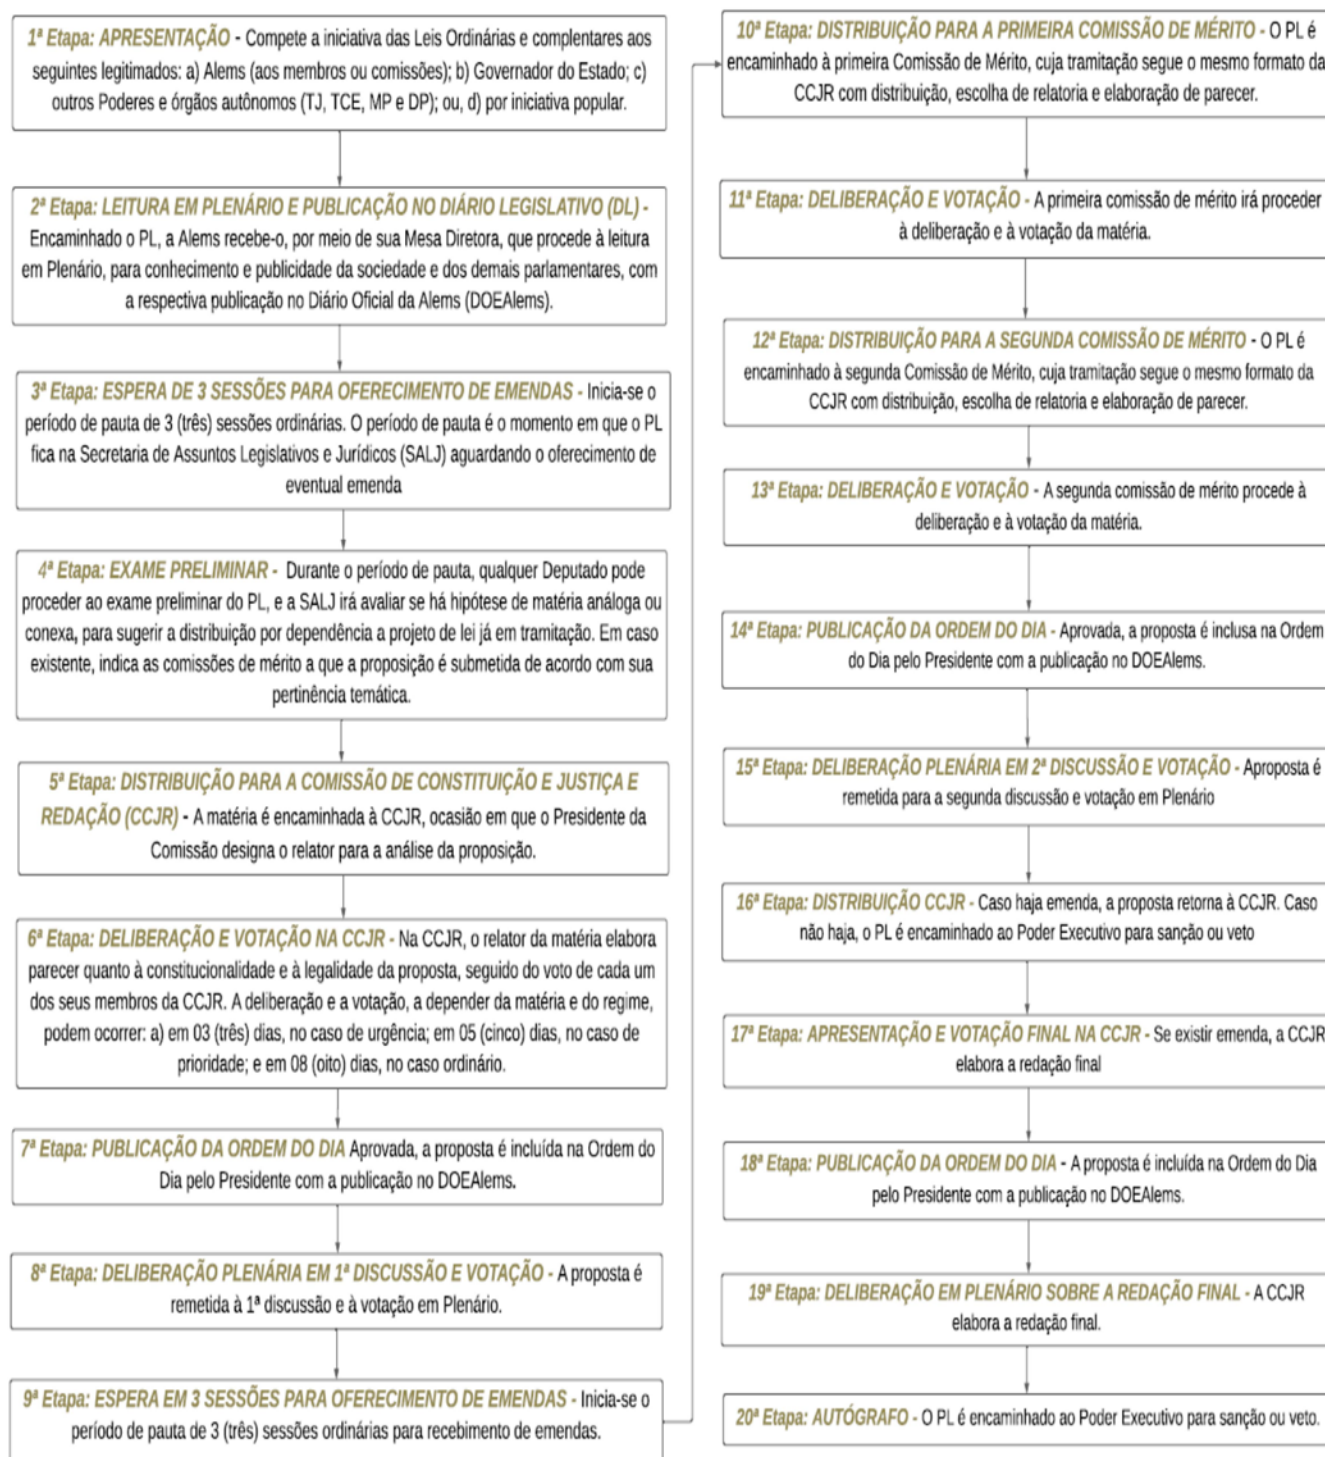 1ª Etapa: APRESENTAÇÃO - Compete a iniciativa das Leis Ordinárias e complentares aos
seguintes legitimados: a) Alems (aos membros ou comissões); b) Governador do Estado; c)
outros Poderes e órgãos autônomos (TJ, TCE, MP e DP); ou, d) por iniciativa popular.
2ª Etapa: LEITURA EM PLENÁRIO E PUBLICAÇÃO NO DIÁRIO LEGISLATIVO (DL) -
Encaminhado o PL, a Alems recebe-o, por meio de sua Mesa Diretora, que procede à leitura
em Plenário, para conhecimento e publicidade da sociedade e dos demais parlamentares, com
a respectiva publicação no Diário Oficial da Alems (DOEAlems).
3ª Etapa: ESPERA DE 3 SESSÕES PARA OFERECIMENTO DE EMENDAS - Inicia-se o
período de pauta de 3 (três) sessões ordinárias. O período de pauta é o momento em que o PL
fica na Secretaria de Assuntos Legislativos e Jurídicos (SALJ) aguardando o oferecimento de
eventual emenda
4ª Etapa: EXAME PRELIMINAR - Durante o período de pauta, qualquer Deputado pode
proceder ao exame preliminar do PL, e a SALJ irá avaliar se há hipótese de matéria análoga ou
conexa, para sugerir a distribuição por dependência a projeto de lei já em tramitação. Em caso
existente, indica as comissões de mérito a que a proposição é submetida de acordo com sua
pertinência temática.
5ª Etapa: DISTRIBUIÇÃO PARA A COMISSÃO DE CONSTITUIÇÃO E JUSTIÇA E
REDAÇÃO (CCJR) - A matéria é encaminhada à CCJR, ocasião em que o Presidente da
Comissão designa o relator para a análise da proposição.
6ª Etapa: DELIBERAÇÃO E VOTAÇÃO NA CCJR - Na CCJR, o relator da matéria elabora
parecer quanto à constitucionalidade e à legalidade da proposta, seguido do voto de cada um
dos seus membros da CCJR. A deliberação e a votação, a depender da matéria e do regime,
podem ocorrer: a) em 03 (três) dias, no caso de urgência; em 05 (cinco) dias, no caso de
prioridade; e em 08 (oito) dias, no caso ordinário.
7ª Etapa: PUBLICAÇÃO DA ORDEM DO DIA Aprovada, a proposta é incluída na Ordem do
Dia pelo Presidente com a publicação no DOEAlems.
8ª Etapa: DELIBERAÇÃO PLENÁRIA EM 1ª DISCUSSÃO E VOTAÇÃO - A proposta é
remetida à 1ª discussão e à votação em Plenário.
9ª Etapa: ESPERA EM 3 SESSÕES PARA OFERECIMENTO DE EMENDAS - Inicia-se o
período de pauta de 3 (três) sessões ordinárias para recebimento de emendas.
10ª Etapa: DISTRIBUIÇÃO PARA A PRIMEIRA COMISSÃO DE MÉRITO - O PL é
encaminhado à primeira Comissão de Mérito, cuja tramitação segue o mesmo formato da
CCJR com distribuição, escolha de relatoria e elaboração de parecer.
11ª Etapa: DELIBERAÇÃO E VOTAÇÃO - A primeira comissão de mérito irá proceder
à deliberação e à votação da matéria.
12ª Etapa: DISTRIBUIÇÃO PARA A SEGUNDA COMISSÃO DE MÉRITO - O PL é
encaminhado à segunda Comissão de Mérito, cuja tramitação segue o mesmo formato da
CCJR com distribuição, escolha de relatoria e elaboração de parecer.
13ª Etapa: DELIBERAÇÃO E VOTAÇÃO - A segunda comissão de mérito procede à
deliberação e à votação da matéria.
14ª Etapa: PUBLICAÇÃO DA ORDEM DO DIA - Aprovada, a proposta é inclusa na Ordem
do Dia pelo Presidente com a publicação no DOEAlems.
15ª Etapa: DELIBERAÇÃO PLENÁRIA EM 2ª DISCUSSÃO E VOTAÇÃO - Aproposta é
remetida para a segunda discussão e votação em Plenário
16ª Etapa: DISTRIBUIÇÃO CCJR - Caso haja emenda, a proposta retorna à CCJR. Caso
não haja, o PL é encaminhado ao Poder Executivo para sanção ou veto
17ª Etapa: APRESENTAÇÃO E VOTAÇÃO FINAL NA CCJR - Se existir emenda, a CCJR
elabora a redação final
18ª Etapa: PUBLICAÇÃO DA ORDEM DO DIA - A proposta é incluída na Ordem do Dia
pelo Presidente com a publicação no DOEAlems.
19ª Etapa: DELIBERAÇÃO EM PLENÁRIO SOBRE A REDAÇÃO FINAL - A CCJR
elabora a redação final.
20ª Etapa: AUTÓGRAFO - O PL é encaminhado ao Poder Executivo para sanção ou veto.